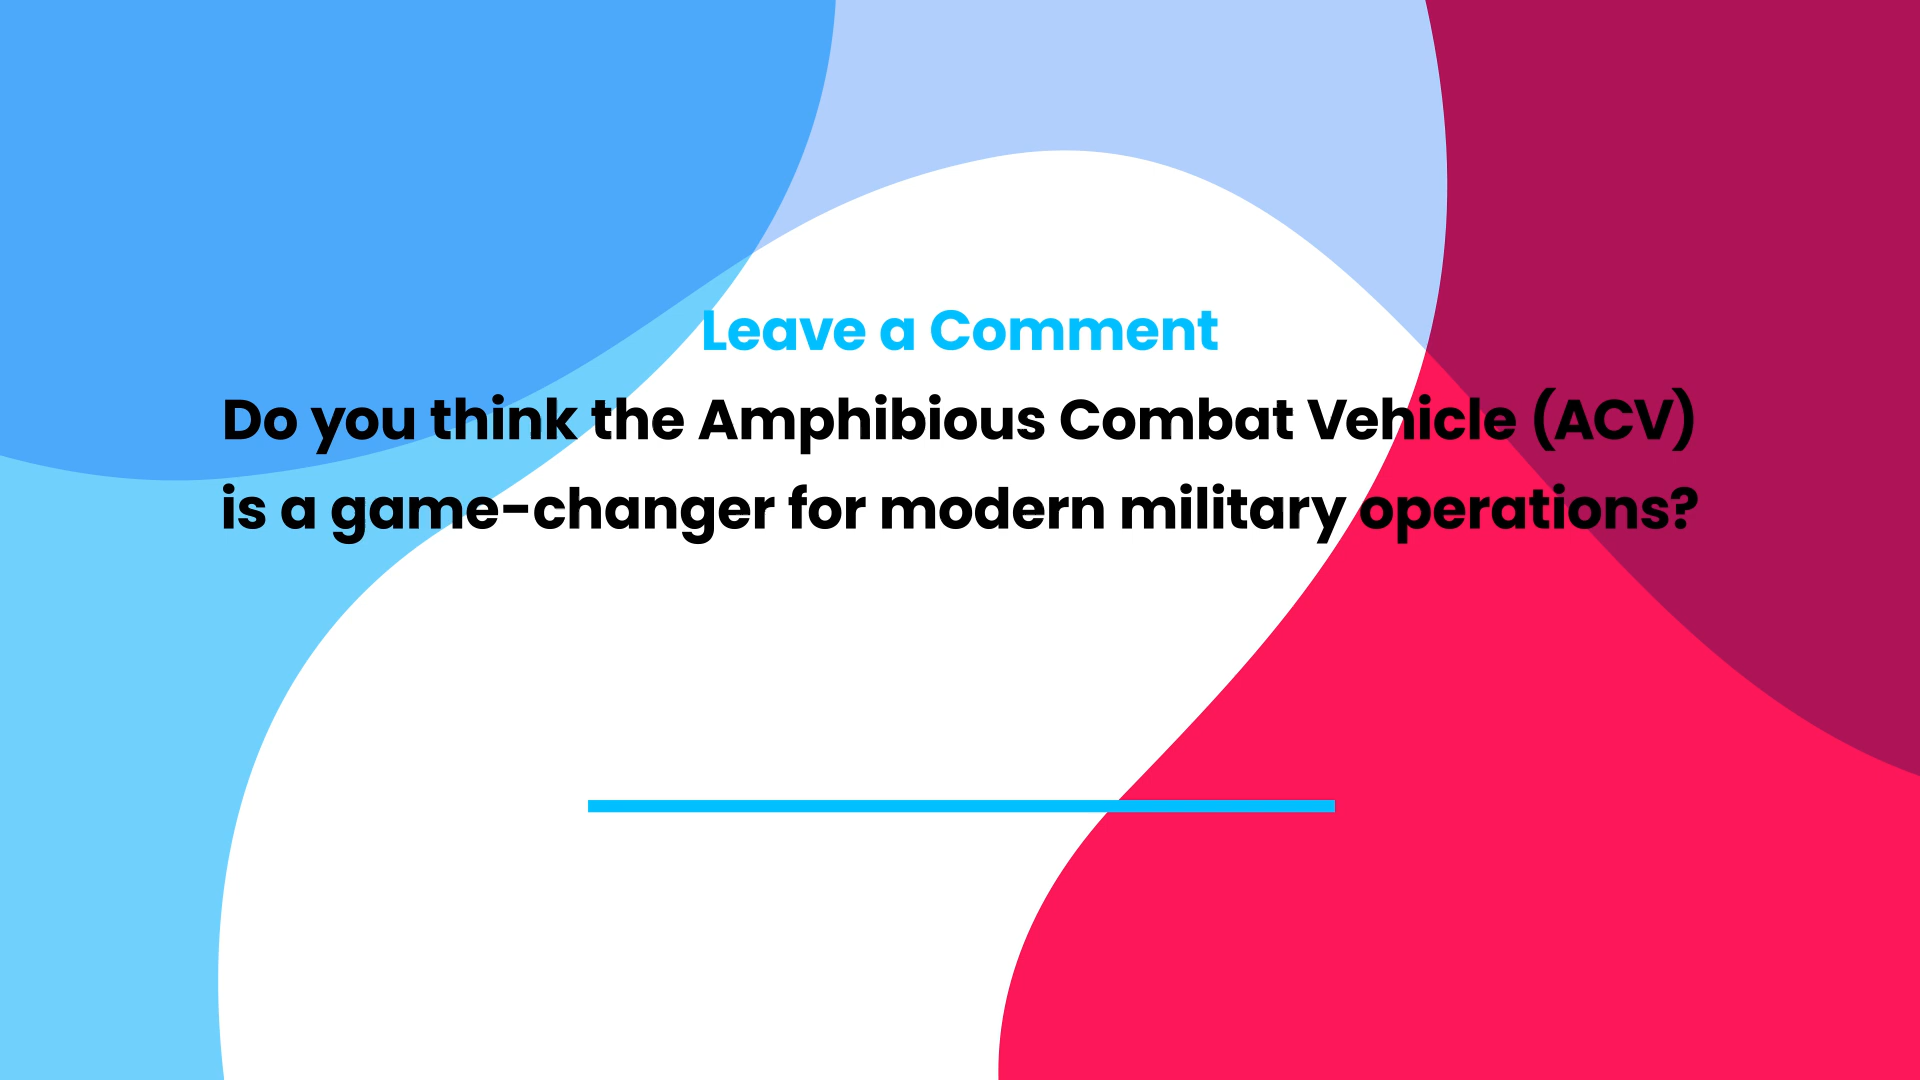 Leave a Comment
Do you think the Amphibious Combat Vehicle (ACV)
is a game-changer for modern military operations?